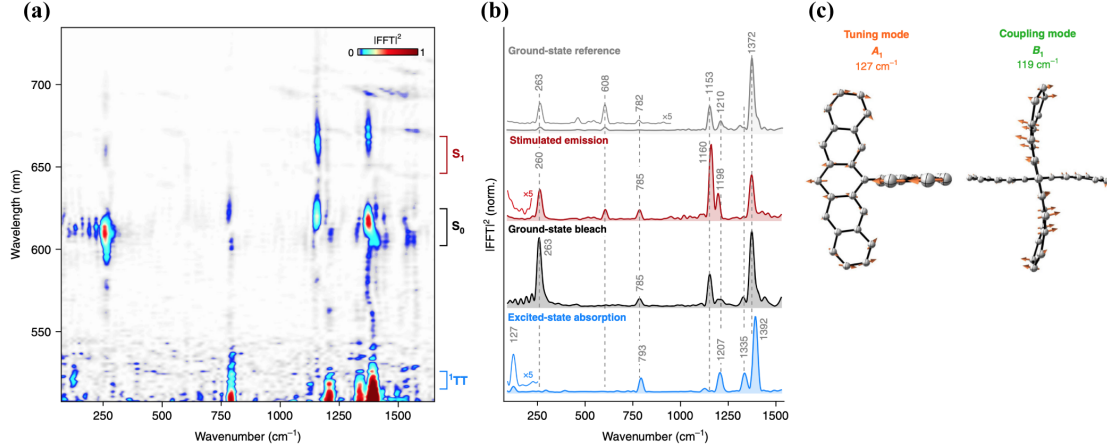 (a)
|FFT|²
0
1
700
650
600
550
Wavelength (nm)
S₁
S₀
¹TT
250
500
750
1000
1250
1500
Wavenumber (cm⁻¹)
(b)
Ground-state reference
263
608
782
×5
1153
1210
1372
Stimulated emission
×5
260
785
1160
1198
Ground-state bleach
263
785
Excited-state absorption
127
×5
793
1207
1335
1392
|FFT|² (norm.)
250
500
750
1000
1250
1500
Wavenumber (cm⁻¹)
(c)
Tuning mode
A₁
127 cm⁻¹
Coupling mode
B₁
119 cm⁻¹